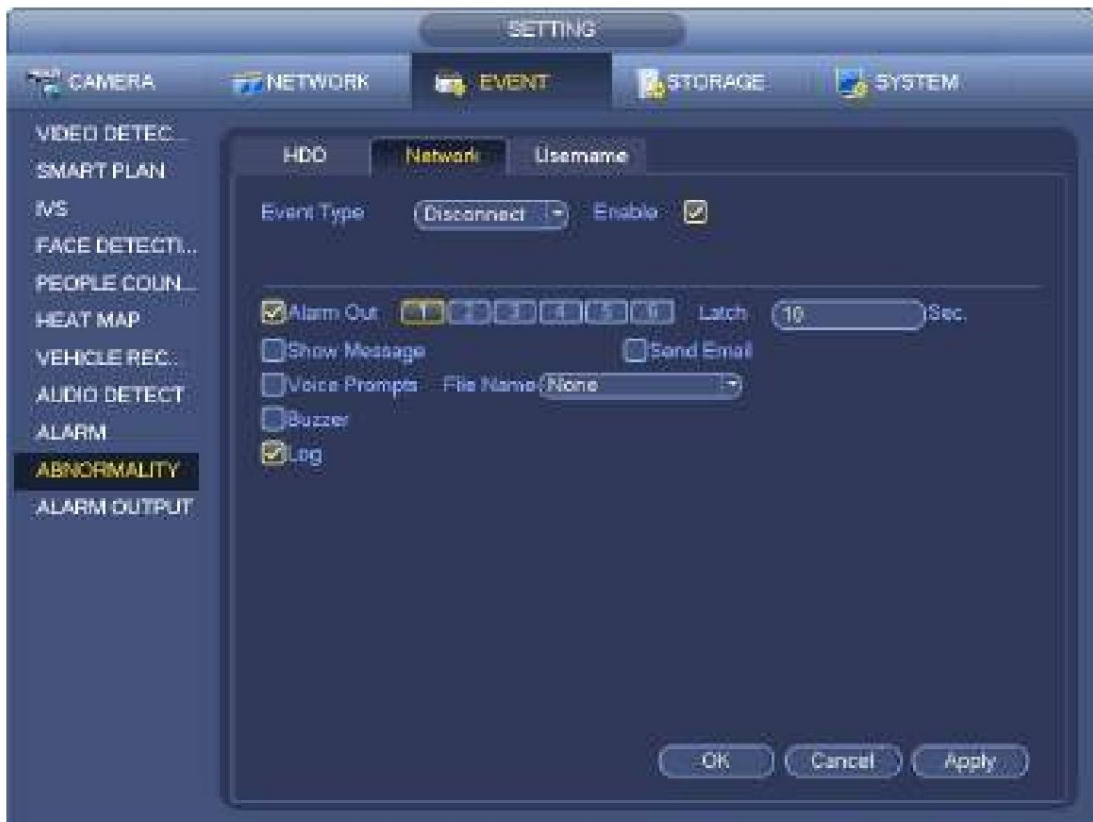 SETTING
CAMERA NETWORK EVENT STORAGE SYSTEM
VIDEO DETEC...
SMART PLAN
IVS
FACE DETECTI...
PEOPLE COUN...
HEAT MAP
VEHICLE REC...
AUDIO DETECT
ALARM
ABNORMALITY
ALARM OUTPUT
HDD Network Username
Event Type Disconnect Enable
Alarm Out 1 2 3 4 5 6 Latch 10 Sec.
Show Message Send Email
Voice Prompts File Name None
Buzzer
Log
OK Cancel Apply